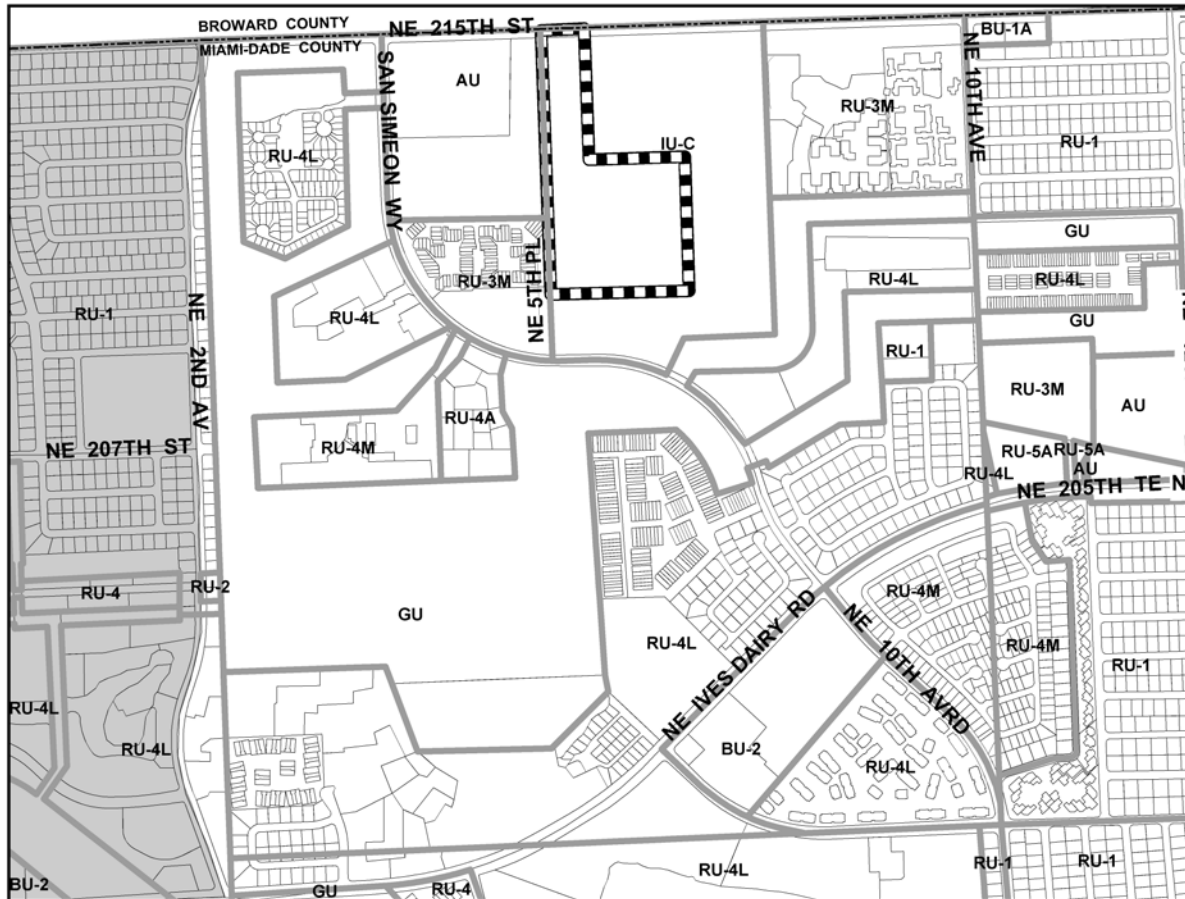 BROWARD COUNTY
MIAMI-DADE COUNTY
NE 215TH ST
BU-1A
AU
SAN SIMEON WY
NE 10TH AVE
RU-3M
IU-C
RU-4L
RU-1
GU
RU-3M
NE 5TH PL
RU-4L
RU-4L
RU-1
NE 2ND AV
RU-4L
GU
RU-1
RU-3M
AU
RU-4A
RU-4M
NE 207TH ST
RU-5A
RU-5A
AU
RU-4L
NE 205TH TE
RU-4
RU-2
GU
RU-4M
NE 10TH AVRD
RU-4L
RU-4M
RU-1
NE IVES DAIRY RD
RU-4L
RU-4L
BU-2
RU-4L
RU-4L
RU-1
RU-1
BU-2
GU
RU-4